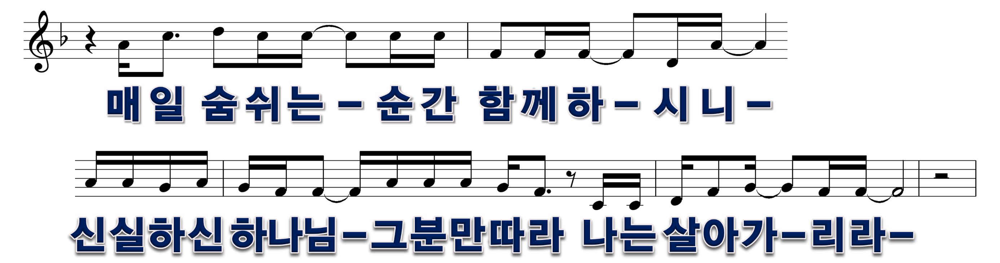 매일 숨쉬는 - 순간 함께하 - 시니 -
신실하신 하나님 - 그분만따라 나는 살아가 - 리라 -